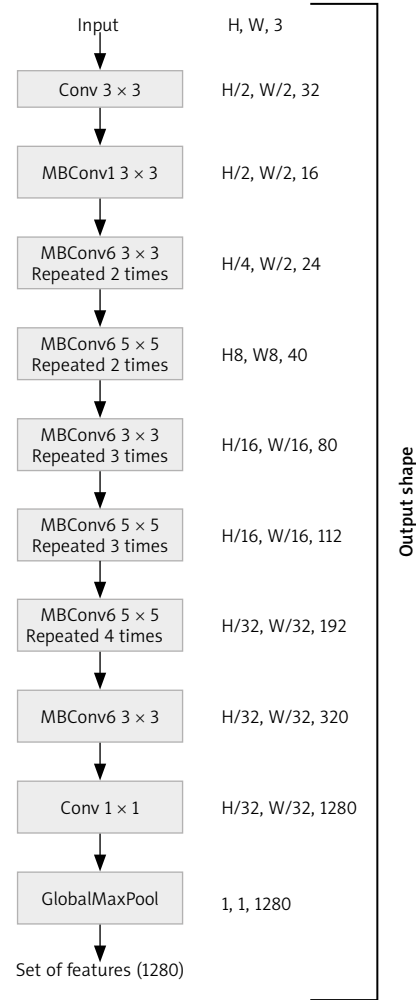 Input
H, W, 3
Conv 3 × 3
H/2, W/2, 32
MBConv1 3 × 3
H/2, W/2, 16
MBConv6 3 × 3
Repeated 2 times
H/4, W/2, 24
MBConv6 5 × 5
Repeated 2 times
H8, W8, 40
MBConv6 3 × 3
Repeated 3 times
H/16, W/16, 80
MBConv6 5 × 5
Repeated 3 times
H/16, W/16, 112
MBConv6 5 × 5
Repeated 4 times
H/32, W/32, 192
MBConv6 3 × 3
H/32, W/32, 320
Conv 1 × 1
H/32, W/32, 1280
GlobalMaxPool
1, 1, 1280
Set of features (1280)
Output shape